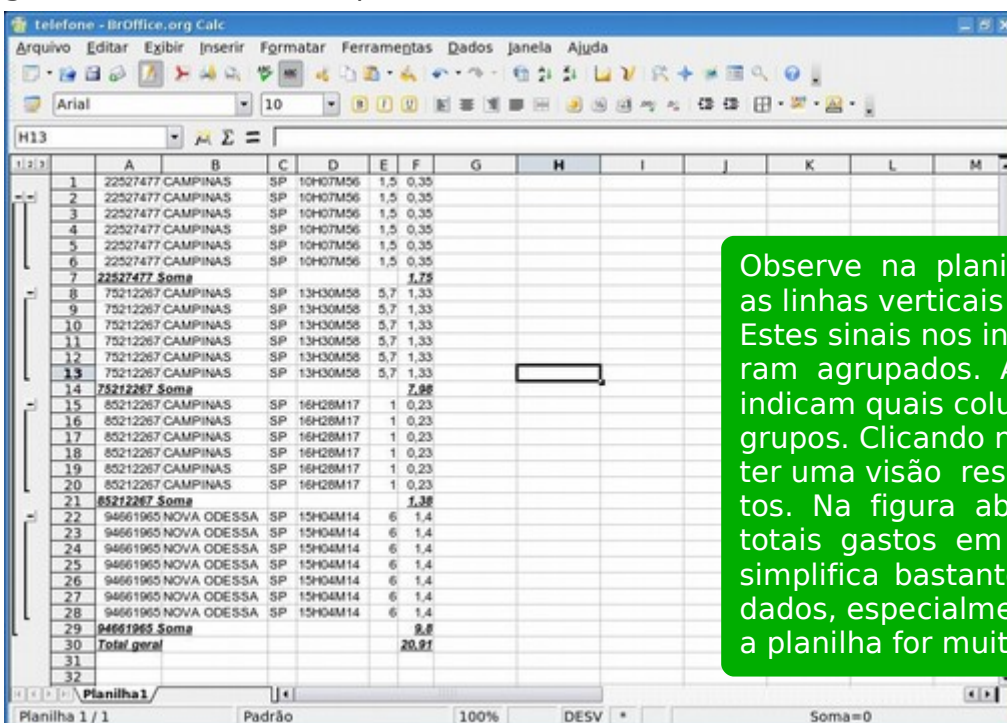 telefone - BrOffice.org Calc
Arquivo Editar Exibir Inserir Formatar Ferramentas Dados Janela Ajuda
Arial 10
H13
1 2 3 A B C D E F G H I J K L M
1 22527477 CAMPINAS SP 10H07M56 1,5 0,35
2 22527477 CAMPINAS SP 10H07M56 1,5 0,35
3 22527477 CAMPINAS SP 10H07M56 1,5 0,35
4 22527477 CAMPINAS SP 10H07M56 1,5 0,35
5 22527477 CAMPINAS SP 10H07M56 1,5 0,35
6 22527477 CAMPINAS SP 10H07M56 1,5 0,35
7 22527477 Soma 1,75
8 75212267 CAMPINAS SP 13H30M58 5,7 1,33
9 75212267 CAMPINAS SP 13H30M58 5,7 1,33
10 75212267 CAMPINAS SP 13H30M58 5,7 1,33
11 75212267 CAMPINAS SP 13H30M58 5,7 1,33
12 75212267 CAMPINAS SP 13H30M58 5,7 1,33
13 75212267 CAMPINAS SP 13H30M58 5,7 1,33
14 75212267 Soma 7,98
15 85212267 CAMPINAS SP 16H28M17 1 0,23
16 85212267 CAMPINAS SP 16H28M17 1 0,23
17 85212267 CAMPINAS SP 16H28M17 1 0,23
18 85212267 CAMPINAS SP 16H28M17 1 0,23
19 85212267 CAMPINAS SP 16H28M17 1 0,23
20 85212267 CAMPINAS SP 16H28M17 1 0,23
21 85212267 Soma 1,38
22 94661965 NOVA ODESSA SP 15H04M14 6 1,4
23 94661965 NOVA ODESSA SP 15H04M14 6 1,4
24 94661965 NOVA ODESSA SP 15H04M14 6 1,4
25 94661965 NOVA ODESSA SP 15H04M14 6 1,4
26 94661965 NOVA ODESSA SP 15H04M14 6 1,4
27 94661965 NOVA ODESSA SP 15H04M14 6 1,4
28 94661965 NOVA ODESSA SP 15H04M14 6 1,4
29 94661965 Soma 9,8
30 Total geral 20,91
31
32
Planilha1
Planilha 1 / 1 Padrão 100% DESV * Soma=0
Observe na plani
as linhas verticais
Estes sinais nos in
ram agrupados. A
indicam quais colu
grupos. Clicando n
ter uma visão res
tos. Na figura ab
totais gastos em
simplifica bastant
dados, especialme
a planilha for muit